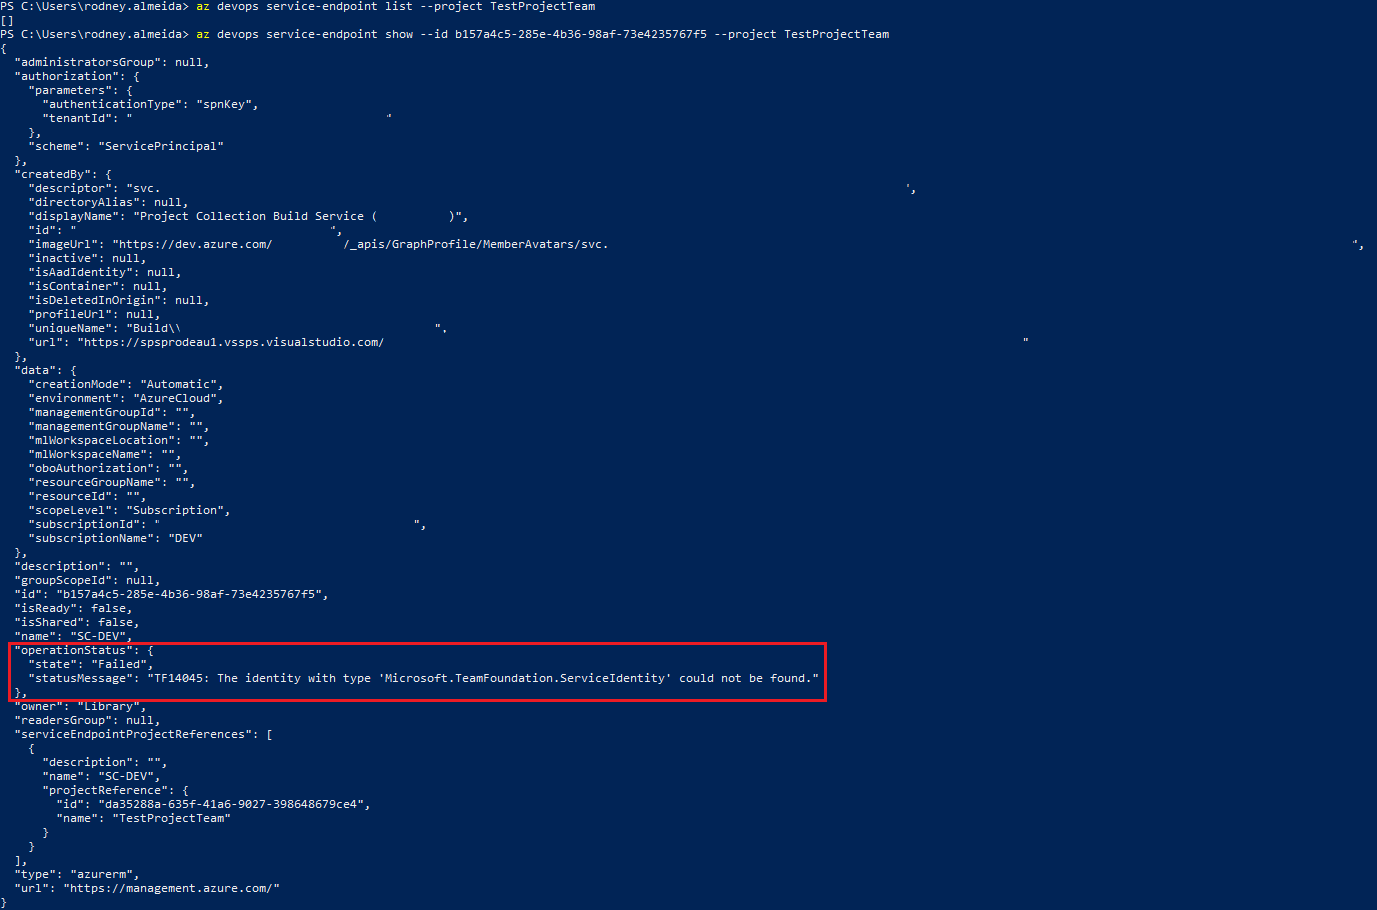 PS C:\Users\rodney.almeida> az devops service-endpoint list --project TestProjectTeam
[]
PS C:\Users\rodney.almeida> az devops service-endpoint show --id b157a4c5-285e-4b36-98af-73e4235767f5 --project TestProjectTeam
{
  "administratorsGroup": null,
  "authorization": {
    "parameters": {
      "authenticationType": "spnKey",
      "tenantId": " "
    },
    "scheme": "ServicePrincipal"
  },
  "createdBy": {
    "descriptor": "svc. ",
    "directoryAlias": null,
    "displayName": "Project Collection Build Service ( )",
    "id": " ",
    "imageUrl": "https://dev.azure.com/ /_apis/GraphProfile/MemberAvatars/svc. ",
    "inactive": null,
    "isAadIdentity": null,
    "isContainer": null,
    "isDeletedInOrigin": null,
    "profileUrl": null,
    "uniqueName": "Build\\ ",
    "url": "https://spsprodeau1.vssps.visualstudio.com/ "
  },
  "data": {
    "creationMode": "Automatic",
    "environment": "AzureCloud",
    "managementGroupId": "",
    "managementGroupName": "",
    "mlWorkspaceLocation": "",
    "mlWorkspaceName": "",
    "oboAuthorization": "",
    "resourceGroupName": "",
    "resourceId": "",
    "scopeLevel": "Subscription",
    "subscriptionId": " ",
    "subscriptionName": "DEV"
  },
  "description": "",
  "groupScopeId": null,
  "id": "b157a4c5-285e-4b36-98af-73e4235767f5",
  "isReady": false,
  "isShared": false,
  "name": "SC-DEV",
  "operationStatus": {
    "state": "Failed",
    "statusMessage": "TF14045: The identity with type 'Microsoft.TeamFoundation.ServiceIdentity' could not be found."
  },
  "owner": "Library",
  "readersGroup": null,
  "serviceEndpointProjectReferences": [
    {
      "description": "",
      "name": "SC-DEV",
      "projectReference": {
        "id": "da35288a-635f-41a6-9027-398648679ce4",
        "name": "TestProjectTeam"
      }
    }
  ],
  "type": "azurerm",
  "url": "https://management.azure.com/"
}